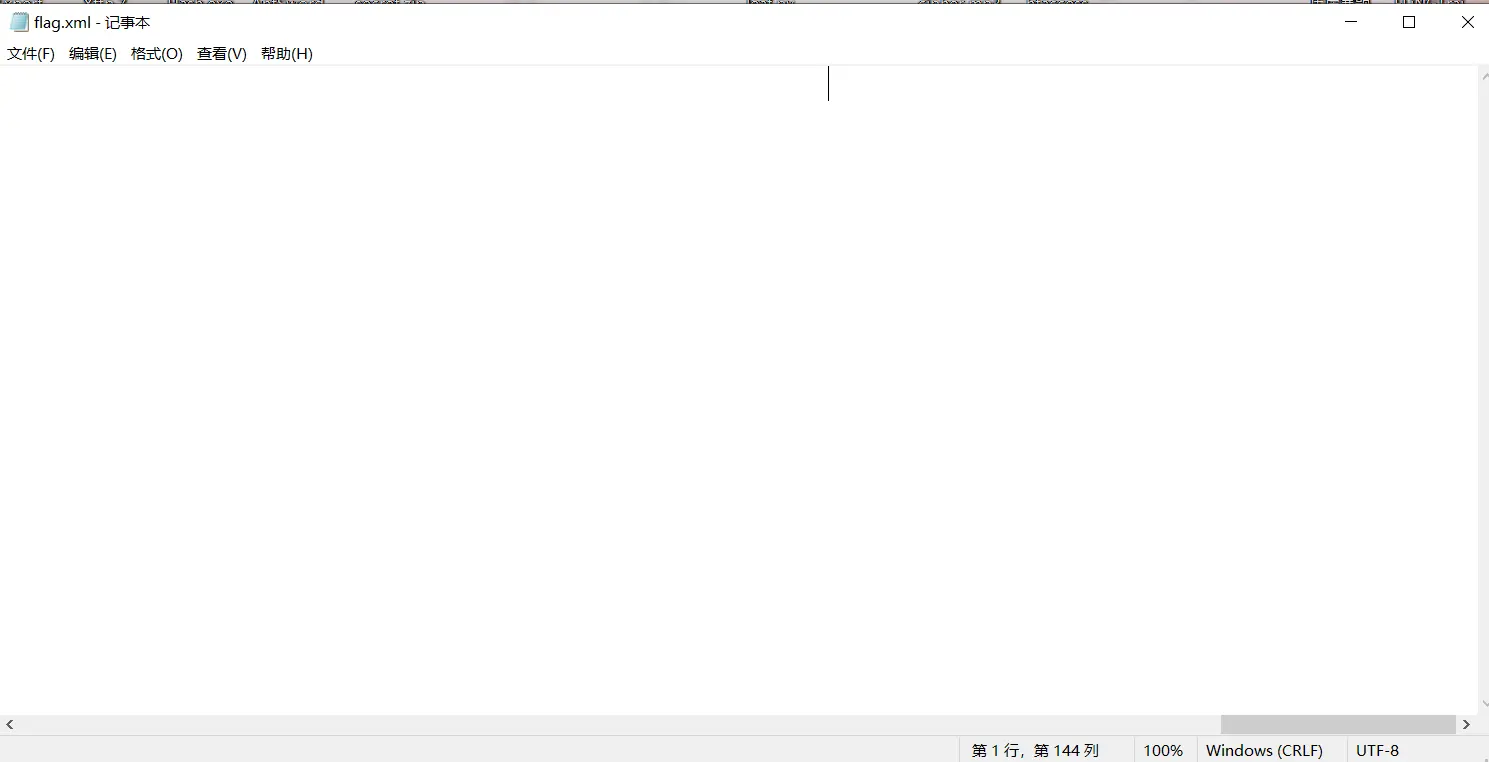 flag.xml - 记事本
文件(F) 编辑(E) 格式(O) 查看(V) 帮助(H)
第 1 行，第 144 列 100% Windows (CRLF) UTF-8